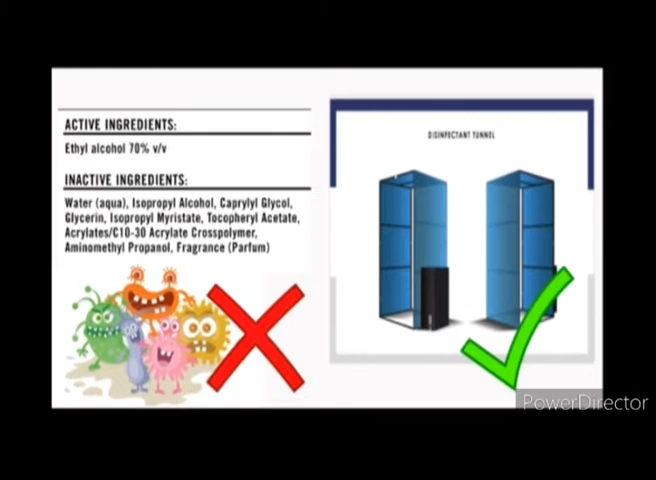 ACTIVE INGREDIENTS:
Ethyl alcohol 70% v/v
INACTIVE INGREDIENTS:
Water (aqua), Isopropyl Alcohol, Caprylyl Glycol,
Glycerin, Isopropyl Myristate, Tocopheryl Acetate,
Acrylates/C10-30 Acrylate Crosspolymer,
Aminomethyl Propanol, Fragrance (Parfum)
DISINFECTANT TUNNEL
PowerDirector